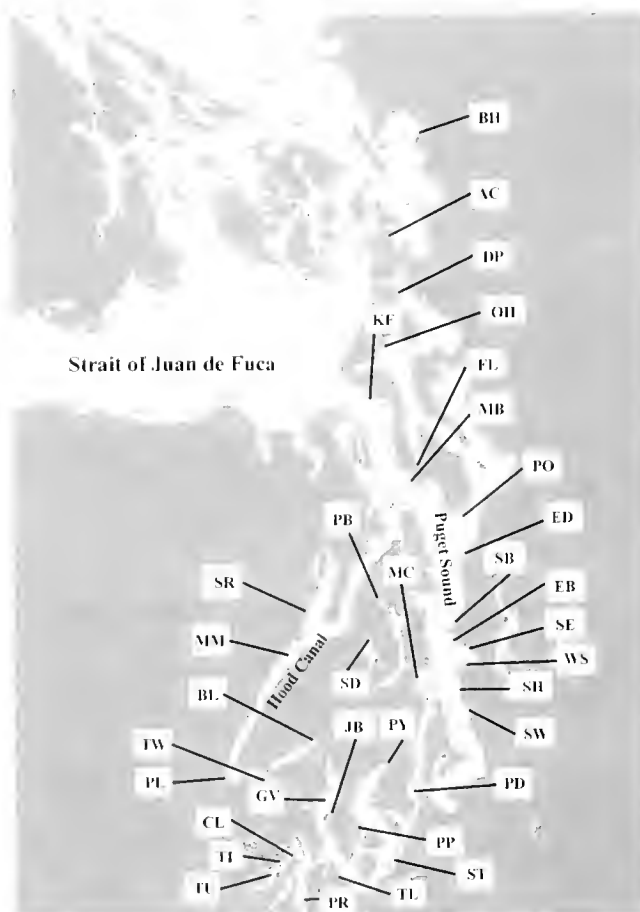 BH
AC
DP
KF
OH
Strait of Juan de Fuca
FL
MB
PO
PB
Puget Sound
ED
MC
SB
SR
EB
SE
MM
Hood Canal
WS
SD
SH
BL
JB
PY
SW
TW
PL
GV
PD
CL
PP
TI
ST
TU
TL
PR